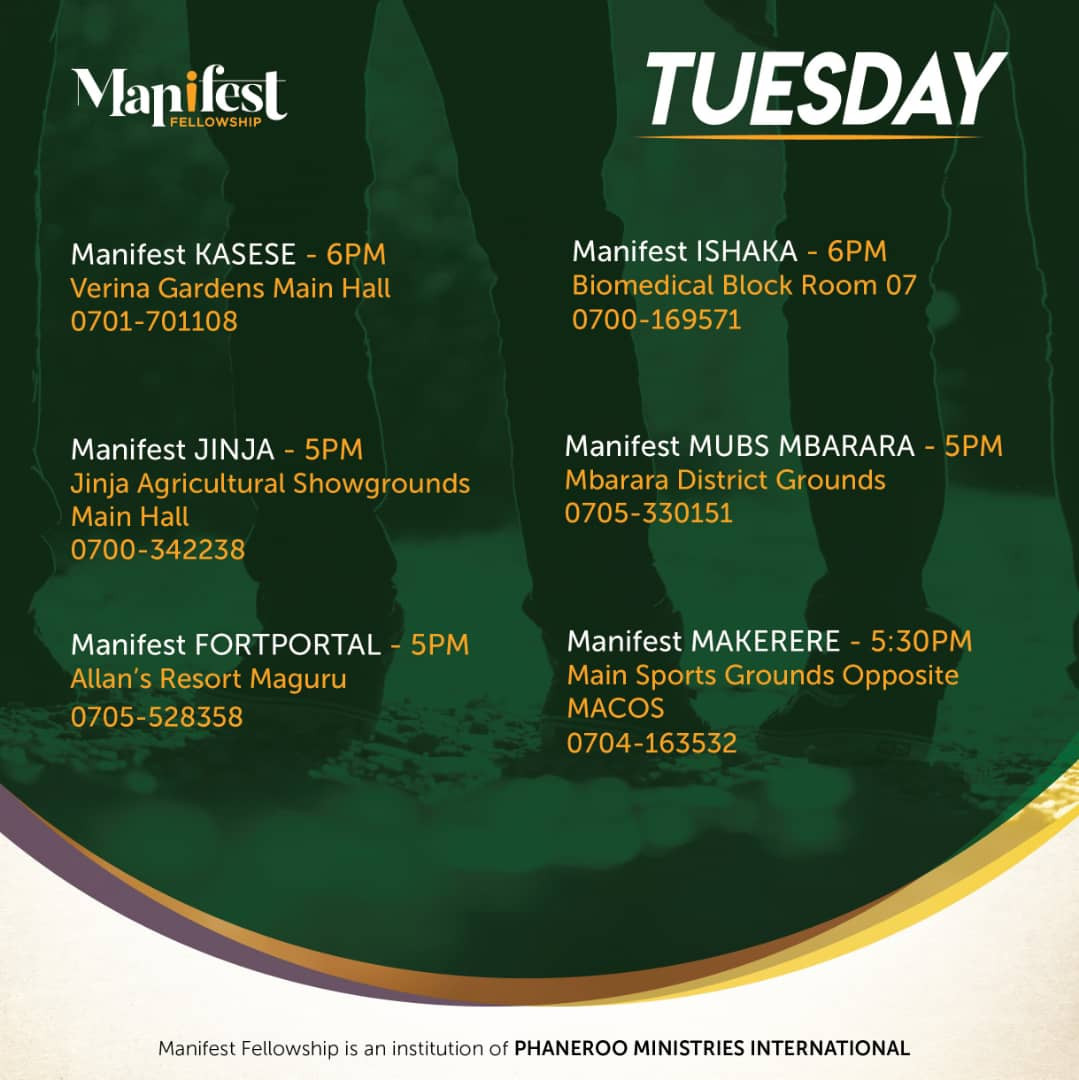 Manifest
FELLOWSHIP
TUESDAY
Manifest KASESE - 6PM
Verina Gardens Main Hall
0701-701108
Manifest ISHAKA - 6PM
Biomedical Block Room 07
0700-169571
Manifest JINJA - 5PM
Jinja Agricultural Showgrounds
Main Hall
0700-342238
Manifest MUBS MBARARA - 5PM
Mbarara District Grounds
0705-330151
Manifest FORTPORTAL - 5PM
Allan's Resort Maguru
0705-528358
Manifest MAKERERE - 5:30PM
Main Sports Grounds Opposite
MACOS
0704-163532
Manifest Fellowship is an institution of PHANEROO MINISTRIES INTERNATIONAL